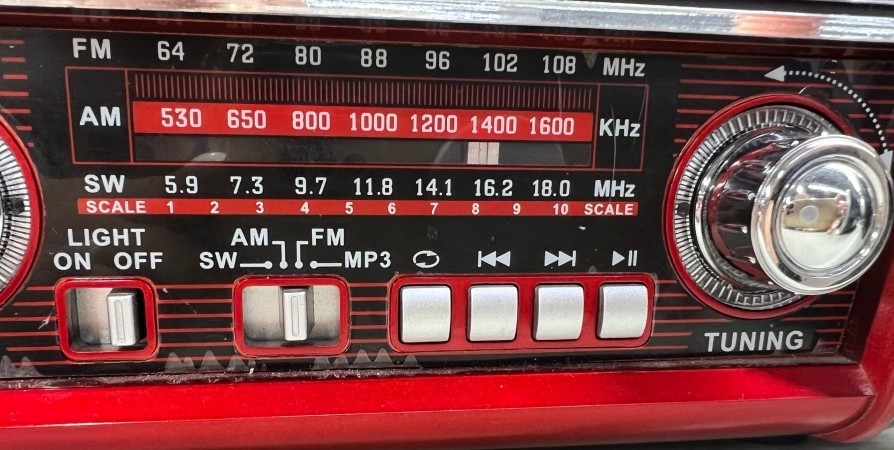 FM 64 72 80 88 96 102 108 MHz
AM 530 650 800 1000 1200 1400 1600 KHz
SW 5.9 7.3 9.7 11.8 14.1 16.2 18.0 MHz
SCALE 1 2 3 4 5 6 7 8 9 10 SCALE
LIGHT
ON OFF
AM FM
SW MP3
TUNING